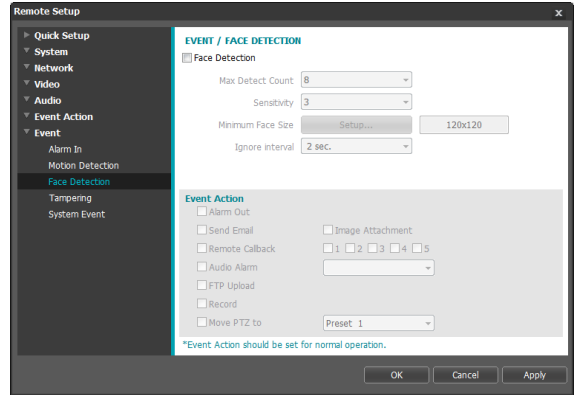 Remote Setup
x
Quick Setup
System
Network
Video
Audio
Event Action
Event
Alarm In
Motion Detection
Face Detection
Tampering
System Event
EVENT / FACE DETECTION
Face Detection
Max Detect Count 8
Sensitivity 3
Minimum Face Size Setup... 120x120
Ignore interval 2 sec.
Event Action
Alarm Out
Send Email Image Attachment
Remote Callback 1 2 3 4 5
Audio Alarm
FTP Upload
Record
Move PTZ to Preset 1
*Event Action should be set for normal operation.
OK Cancel Apply